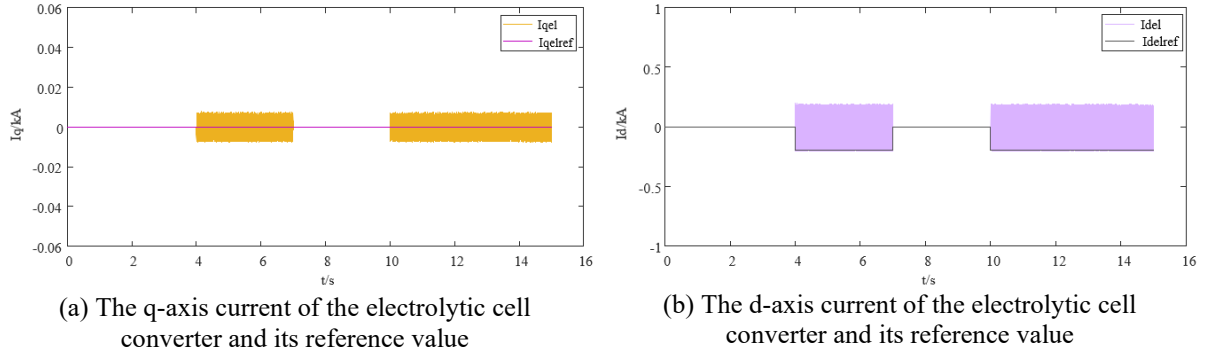 0.06
0.04
0.02
0
-0.02
-0.04
-0.06
Iq/kA
Iqel
Iqelref
0 2 4 6 8 10 12 14 16
t/s
(a) The q-axis current of the electrolytic cell
converter and its reference value
1
0.5
0
-0.5
-1
Id/kA
Idel
Idelref
0 2 4 6 8 10 12 14 16
t/s
(b) The d-axis current of the electrolytic cell
converter and its reference value